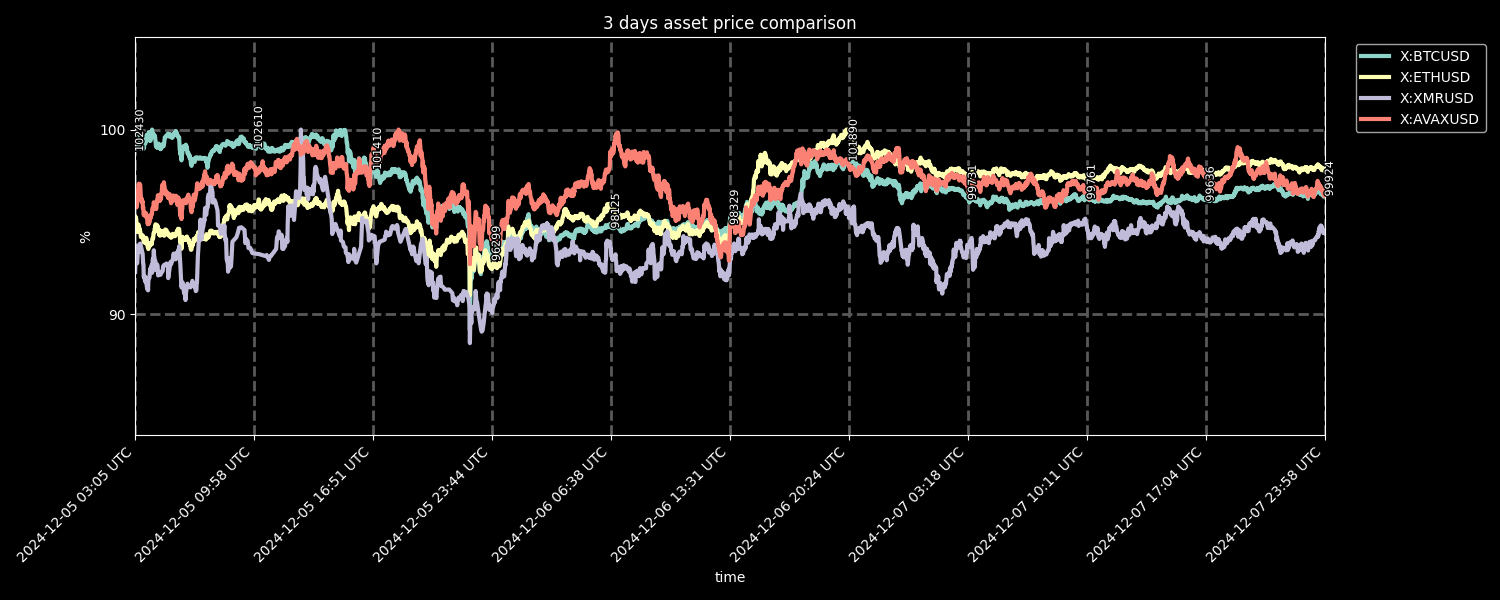 3 days asset price comparison
X:BTCUSD
X:ETHUSD
X:XMRUSD
X:AVAXUSD
100
90
%
102430
102610
101410
96299
98125
98329
101890
99731
99761
99636
99924
2024-12-05 03:05 UTC
2024-12-05 09:58 UTC
2024-12-05 16:51 UTC
2024-12-05 23:44 UTC
2024-12-06 06:38 UTC
2024-12-06 13:31 UTC
2024-12-06 20:24 UTC
2024-12-07 03:18 UTC
2024-12-07 10:11 UTC
2024-12-07 17:04 UTC
2024-12-07 23:58 UTC
time